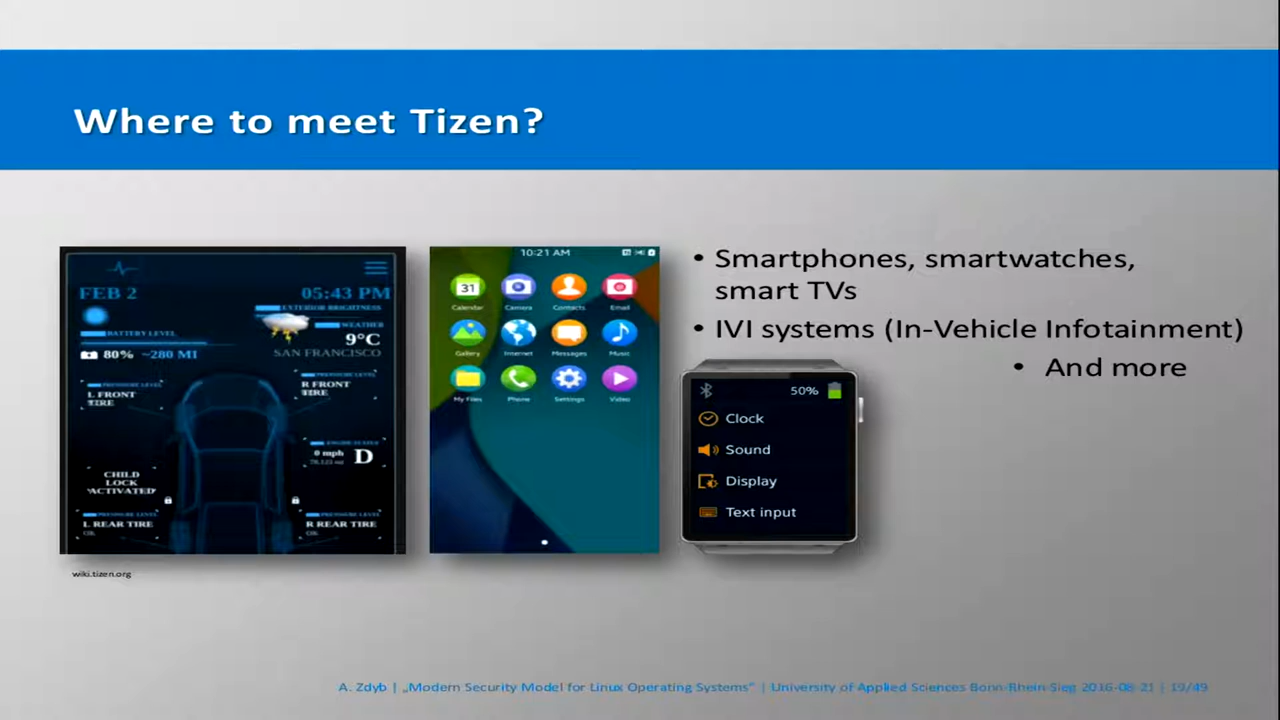 Where to meet Tizen?
FEB 2
05:43 PM
EXTERIOR BRIGHTNESS
WEATHER
BATTERY LEVEL
9°C
80% ~280 MI
SAN FRANCISCO
PRESSURE LEVEL
L FRONT
TIRE
PRESSURE LEVEL
R FRONT
TIRE
0 mph
D
CHILD
LOCK
ACTIVATED
PRESSURE LEVEL
L REAR TIRE
PRESSURE LEVEL
R REAR TIRE
wiki.tizen.org
10:21 AM
31
Calendar
Camera
Contacts
Email
Gallery
Internet
Messages
Music
My Files
Phone
Settings
Video
• Smartphones, smartwatches,
smart TVs
• IVI systems (In-Vehicle Infotainment)
• And more
50%
Clock
Sound
Display
Text input
A. Zdyb | „Modern Security Model for Linux Operating Systems” | University of Applied Sciences Bonn-Rhein-Sieg 2016-08-21 | 19/49